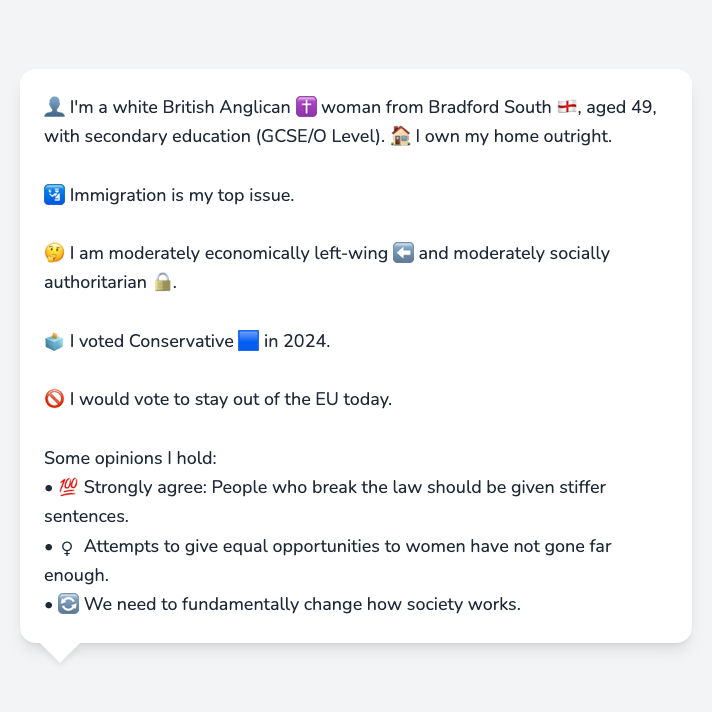 👤 I'm a white British Anglican ✝️ woman from Bradford South 🏴󠁧󠁢󠁥󠁮󠁧󠁿, aged 49,
with secondary education (GCSE/O Level). 🏠 I own my home outright.
🛂 Immigration is my top issue.
🤔 I am moderately economically left-wing ⬅️ and moderately socially
authoritarian 🔒.
🗳️ I voted Conservative 🟦 in 2024.
🚫 I would vote to stay out of the EU today.
Some opinions I hold:
• 💯 Strongly agree: People who break the law should be given stiffer
sentences.
• ♀ Attempts to give equal opportunities to women have not gone far
enough.
• 🔄 We need to fundamentally change how society works.